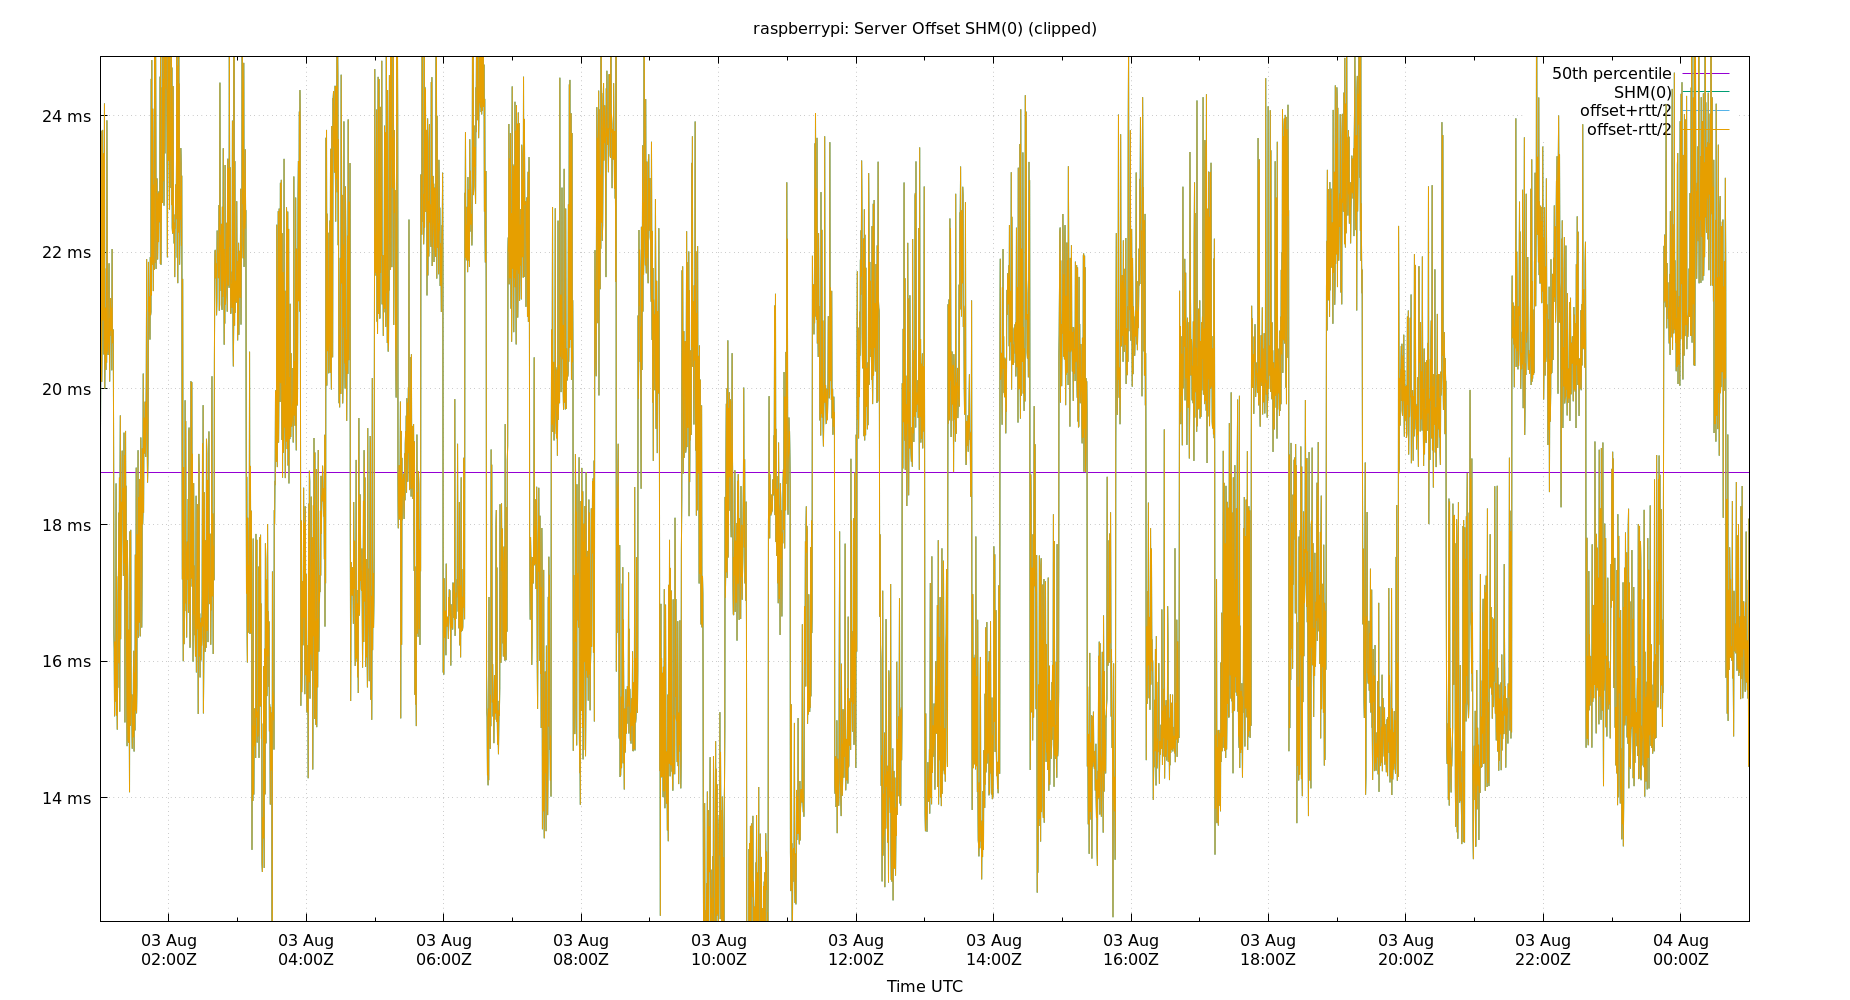 raspberrypi: Server Offset SHM(0) (clipped)
50th percentile
SHM(0)
offset+rtt/2
offset-rtt/2
24 ms
22 ms
20 ms
18 ms
16 ms
14 ms
03 Aug 03 Aug 03 Aug 03 Aug 03 Aug 03 Aug 03 Aug 03 Aug 03 Aug 03 Aug 03 Aug 04 Aug
02:00Z 04:00Z 06:00Z 08:00Z 10:00Z 12:00Z 14:00Z 16:00Z 18:00Z 20:00Z 22:00Z 00:00Z
Time UTC